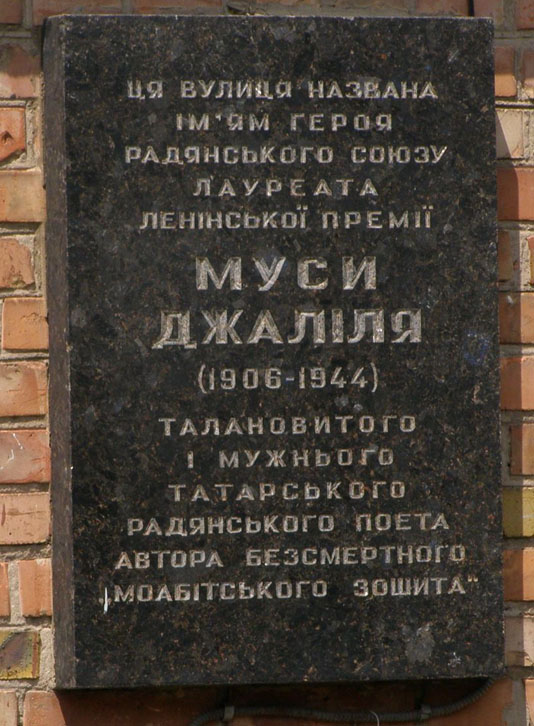 ЦЯ ВУЛИЦЯ НАЗВАНА
ІМ'ЯМ ГЕРОЯ
РАДЯНСЬКОГО СОЮЗУ
ЛАУРЕАТА
ЛЕНІНСЬКОЇ ПРЕМІЇ
МУСИ
ДЖАЛІЛЯ
(1906-1944)
ТАЛАНОВИТОГО
І МУЖНЬОГО
ТАТАРСЬКОГО
РАДЯНСЬКОГО ПОЕТА
АВТОРА БЕЗСМЕРТНОГО
„МОАБІТСЬКОГО ЗОШИТА"